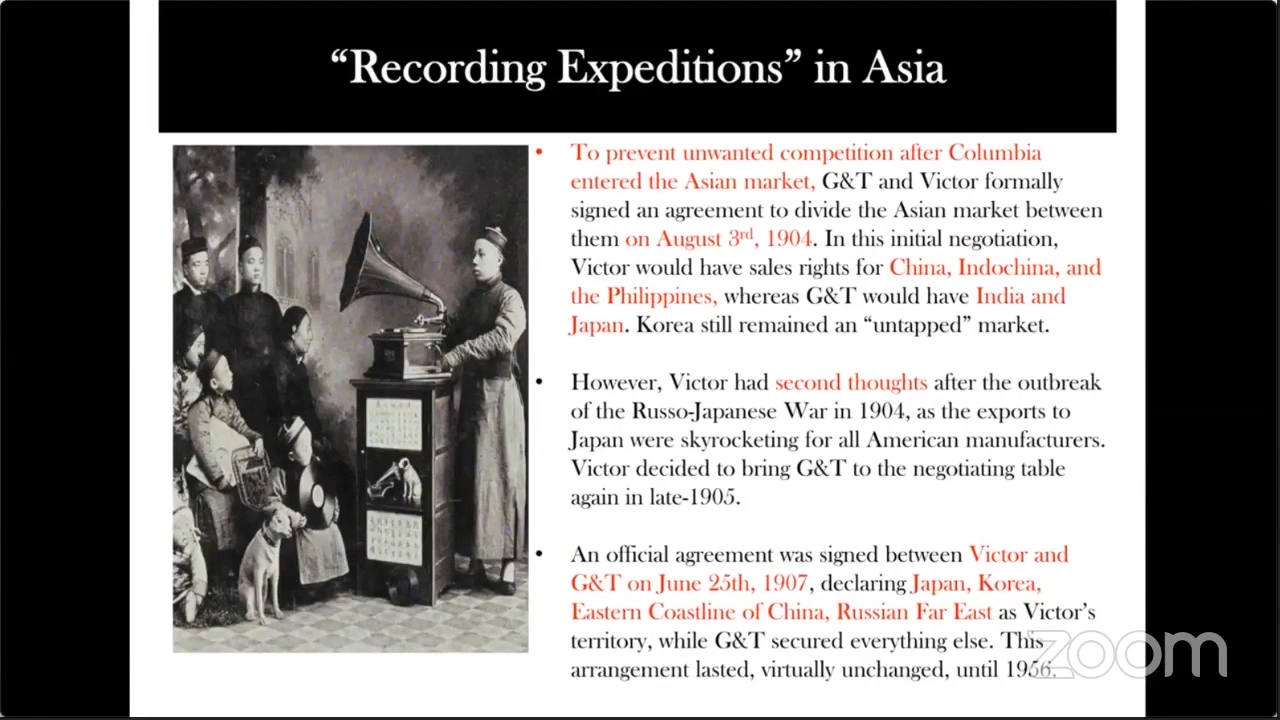 “Recording Expeditions” in Asia
• To prevent unwanted competition after Columbia
entered the Asian market, G&T and Victor formally
signed an agreement to divide the Asian market between
them on August 3rd, 1904. In this initial negotiation,
Victor would have sales rights for China, Indochina, and
the Philippines, whereas G&T would have India and
Japan. Korea still remained an “untapped” market.
• However, Victor had second thoughts after the outbreak
of the Russo-Japanese War in 1904, as the exports to
Japan were skyrocketing for all American manufacturers.
Victor decided to bring G&T to the negotiating table
again in late-1905.
• An official agreement was signed between Victor and
G&T on June 25th, 1907, declaring Japan, Korea,
Eastern Coastline of China, Russian Far East as Victor’s
territory, while G&T secured everything else. This
arrangement lasted, virtually unchanged, until 1956.
zoom